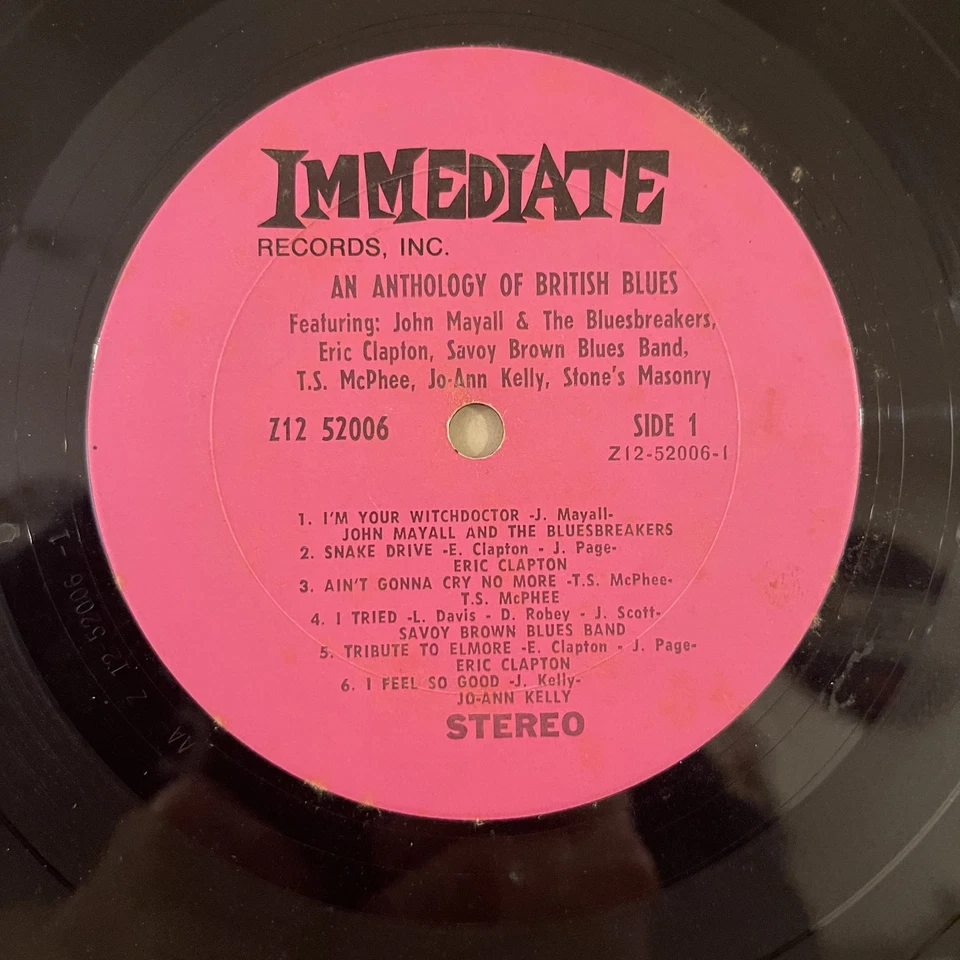 IMMEDIATE
RECORDS, INC.
AN ANTHOLOGY OF BRITISH BLUES
Featuring: John Mayall & The Bluesbreakers,
Eric Clapton, Savoy Brown Blues Band,
T.S. McPhee, Jo-Ann Kelly, Stone's Masonry
Z12 52006 SIDE 1
Z12-52006-1
1. I'M YOUR WITCHDOCTOR -J. Mayall-
JOHN MAYALL AND THE BLUESBREAKERS
2. SNAKE DRIVE -E. Clapton - J. Page-
ERIC CLAPTON
3. AIN'T GONNA CRY NO MORE -T.S. McPhee-
T.S. McPHEE
4. I TRIED -L. Davis - D. Robey - J. Scott-
SAVOY BROWN BLUES BAND
5. TRIBUTE TO ELMORE -E. Clapton - J. Page-
ERIC CLAPTON
6. I FEEL SO GOOD -J. Kelly-
JO-ANN KELLY
STEREO
AA Z 12 52006 -1